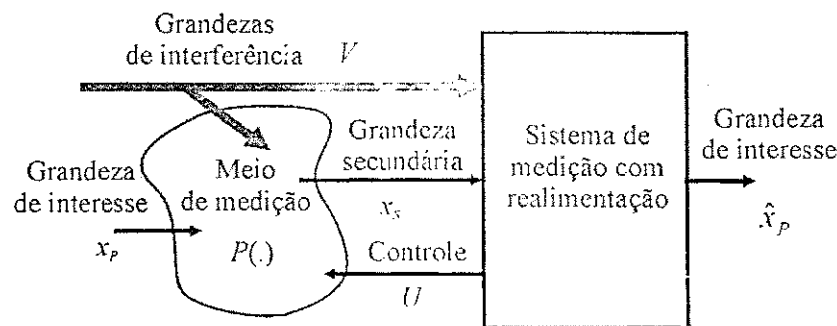 Grandezas
de interferência
V
Grandeza
de interesse
x_P
Meio
de medição
P(.)
Grandeza
secundária
x_s
Controle
U
Sistema de
medição com
realimentação
Grandeza
de interesse
x̂_P